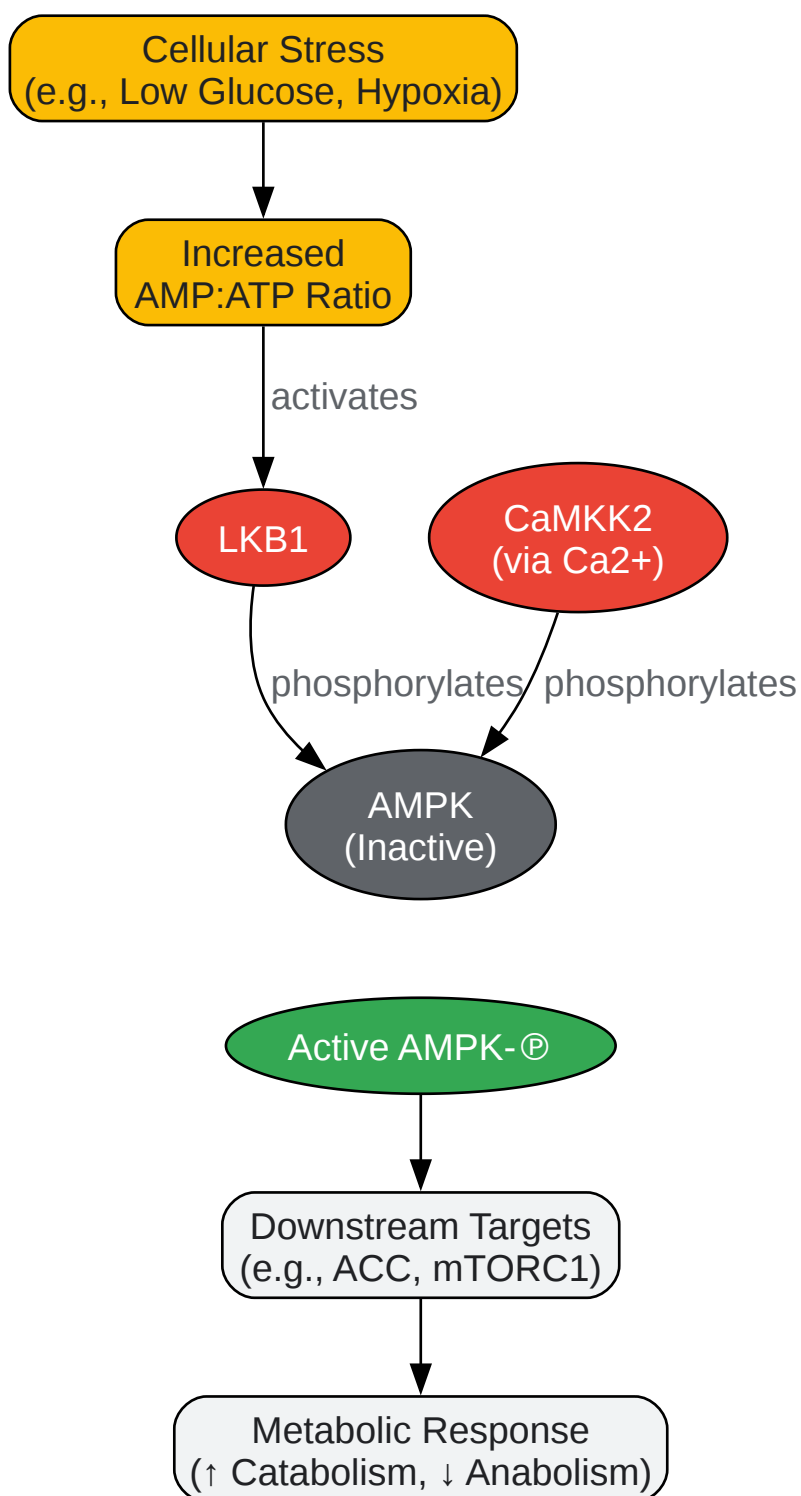 Cellular Stress
(e.g., Low Glucose, Hypoxia)
Increased
AMP:ATP Ratio
activates
LKB1
CaMKK2
(via Ca2+)
phosphorylates
phosphorylates
AMPK
(Inactive)
Active AMPK-℗
Downstream Targets
(e.g., ACC, mTORC1)
Metabolic Response
(↑ Catabolism, ↓ Anabolism)